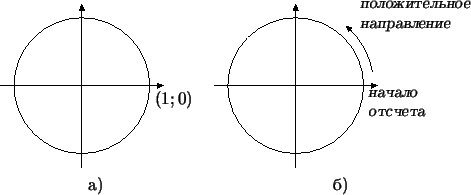 положительное
направление
(1; 0)
начало
отсчета
а)
б)